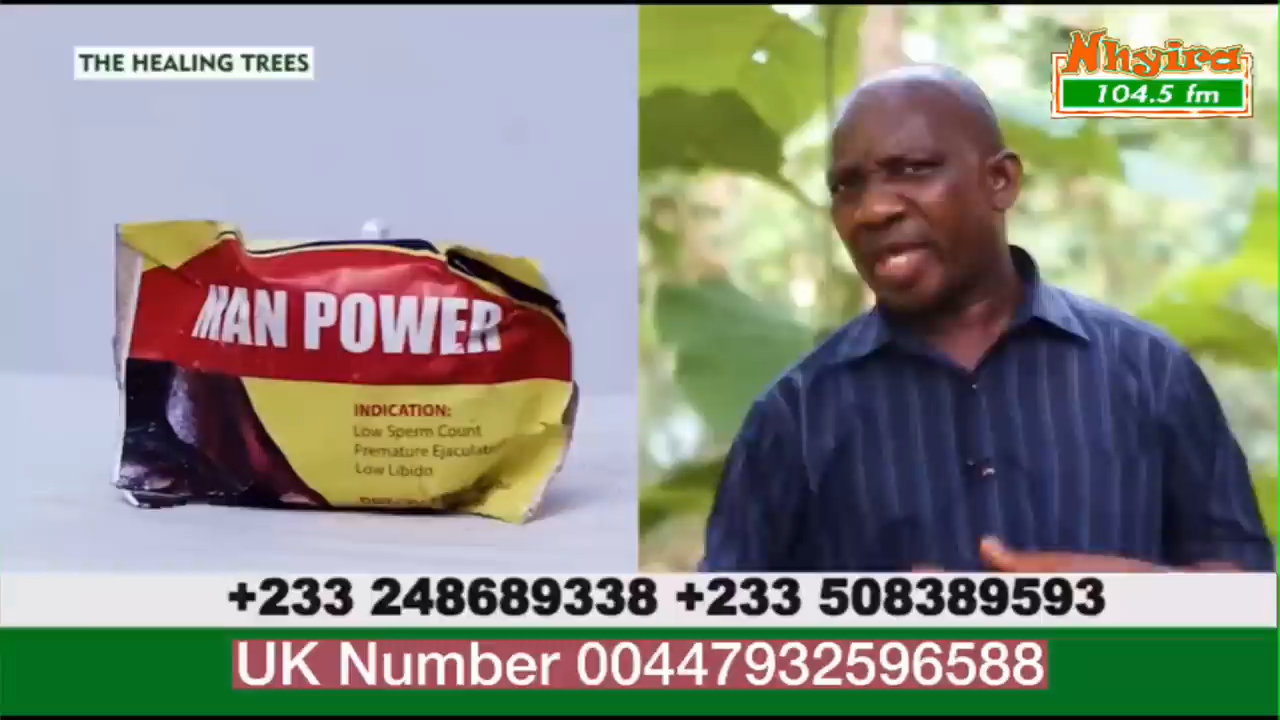 THE HEALING TREES
Nhyira
104.5 fm
MAN POWER
INDICATION:
Low Sperm Count
Premature
Low Libido
+233 248689338 +233 508389593
UK Number 00447932596588